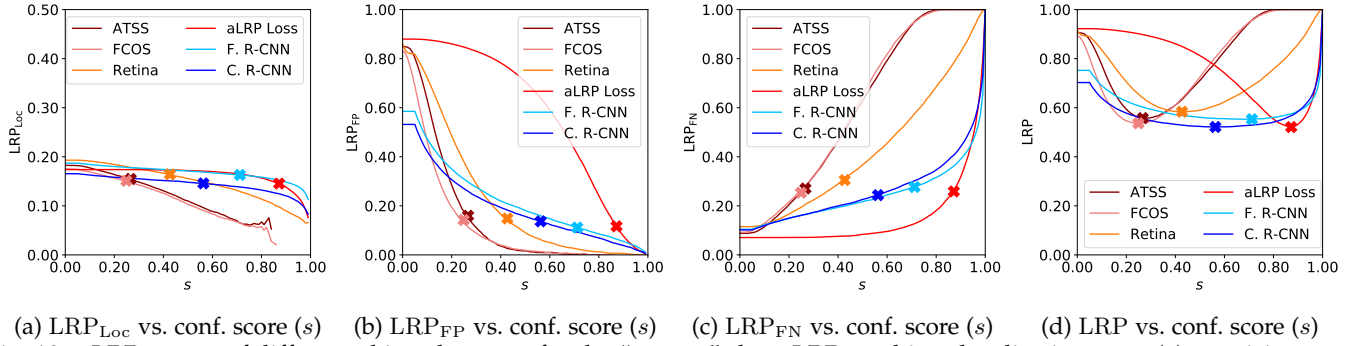 0.50
0.40
0.30
0.20
0.10
0.00
LRP_Loc
ATSS
FCOS
Retina
aLRP Loss
F. R-CNN
C. R-CNN
0.00 0.20 0.40 0.60 0.80 1.00
s
1.00
0.80
0.60
0.40
0.20
0.00
LRP_FP
ATSS
FCOS
Retina
aLRP Loss
F. R-CNN
C. R-CNN
0.00 0.20 0.40 0.60 0.80 1.00
s
1.00
0.80
0.60
0.40
0.20
0.00
LRP_FN
ATSS
FCOS
Retina
aLRP Loss
F. R-CNN
C. R-CNN
0.00 0.20 0.40 0.60 0.80 1.00
s
1.00
0.80
0.60
0.40
0.20
0.00
LRP
ATSS
FCOS
Retina
aLRP Loss
F. R-CNN
C. R-CNN
0.00 0.20 0.40 0.60 0.80 1.00
s
(a) LRP_Loc vs. conf. score (s)
(b) LRP_FP vs. conf. score (s)
(c) LRP_FN vs. conf. score (s)
(d) LRP vs. conf. score (s)